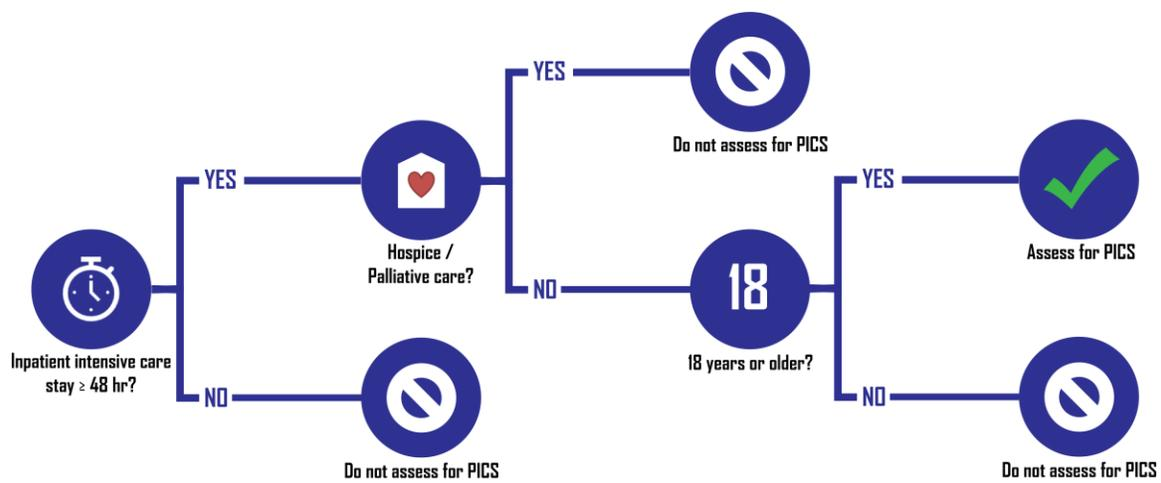 YES
Do not assess for PICS
YES
Hospice /
Palliative care?
YES
Assess for PICS
NO
18
Inpatient intensive care
stay ≥ 48 hr?
18 years or older?
NO
Do not assess for PICS
NO
Do not assess for PICS